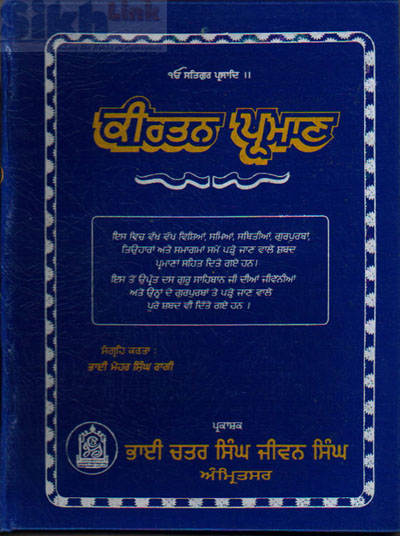 Sikh Link
ੴ ਸਤਿਗੁਰ ਪ੍ਰਸਾਦਿ ॥
ਕੀਰਤਨ ਪ੍ਰਮਾਣ
ਇਸ ਵਿਚ ਵੱਖ ਵੱਖ ਵਿਸ਼ਿਆਂ, ਸਮਿਆਂ, ਸਥਿਤੀਆਂ, ਗੁਰਪੁਰਬਾਂ,
ਤਿਉਹਾਰਾਂ ਅਤੇ ਸਮਾਗਮਾਂ ਸਮੇਂ ਪੜ੍ਹੇ ਜਾਣ ਵਾਲੇ ਸ਼ਬਦ
ਪ੍ਰਮਾਣਾਂ ਸਹਿਤ ਦਿਤੇ ਗਏ ਹਨ।
ਇਸ ਤੋਂ ਉਪ੍ਰੰਤ ਦਸ ਗੁਰੂ ਸਾਹਿਬਾਨ ਜੀ ਦੀਆਂ ਜੀਵਨੀਆਂ
ਅਤੇ ਉਨ੍ਹਾਂ ਦੇ ਗੁਰਪੁਰਬਾਂ ਤੇ ਪੜ੍ਹੇ ਜਾਣ ਵਾਲੇ
ਪੂਰੇ ਸ਼ਬਦ ਵੀ ਦਿੱਤੇ ਗਏ ਹਨ ।
ਸੰਗ੍ਰਹਿ ਕਰਤਾ :
ਭਾਈ ਮੋਹਰ ਸਿੰਘ ਰਾਗੀ
ਪ੍ਰਕਾਸ਼ਕ
ਭਾਈ ਚਤਰ ਸਿੰਘ ਜੀਵਨ ਸਿੰਘ
ਅੰਮ੍ਰਿਤਸਰ